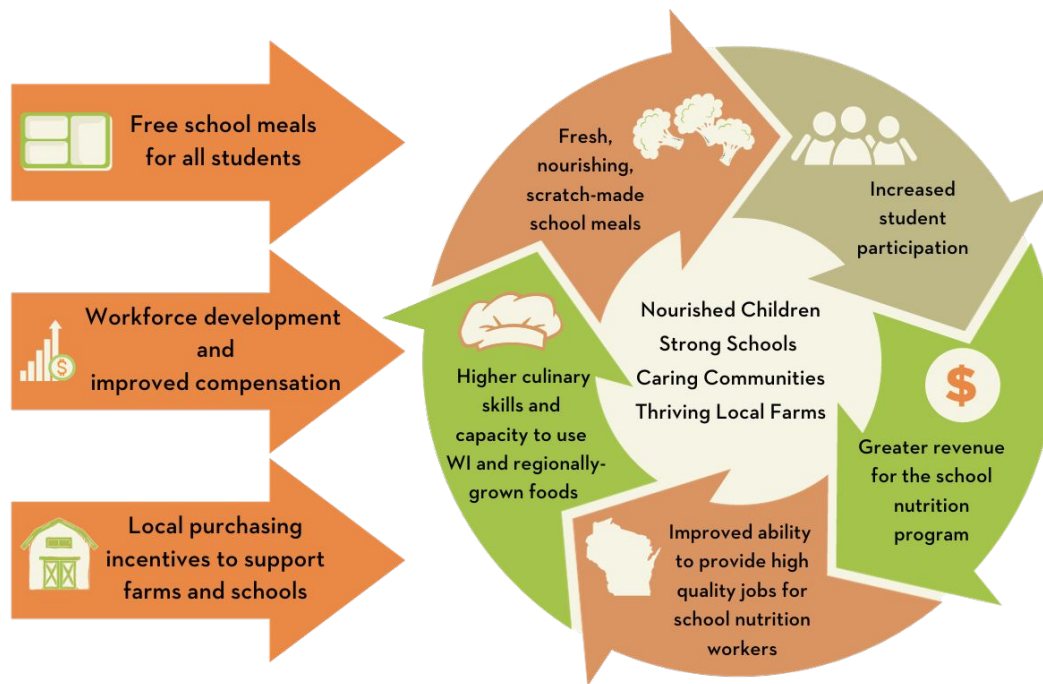 Free school meals
for all students
Workforce development
and
improved compensation
Local purchasing
incentives to support
farms and schools
Fresh,
nourishing,
scratch-made
school meals
Increased
student
participation
$
Greater revenue
for the school
nutrition
program
Improved ability
to provide high
quality jobs for
school nutrition
workers
Higher culinary
skills and
capacity to use
WI and regionally-
grown foods
Nourished Children
Strong Schools
Caring Communities
Thriving Local Farms
$